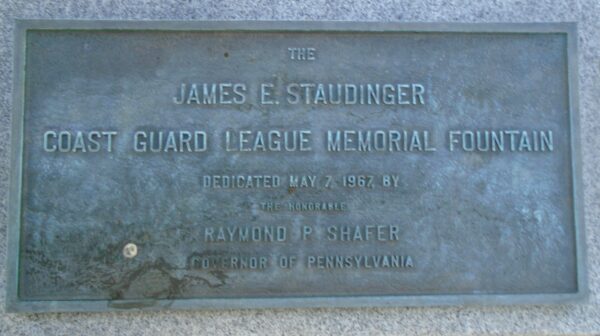 THE
JAMES E. STAUDINGER
COAST GUARD LEAGUE MEMORIAL FOUNTAIN
DEDICATED MAY 7, 1967, BY
THE HONORABLE
RAYMOND P. SHAFER
GOVERNOR OF PENNSYLVANIA